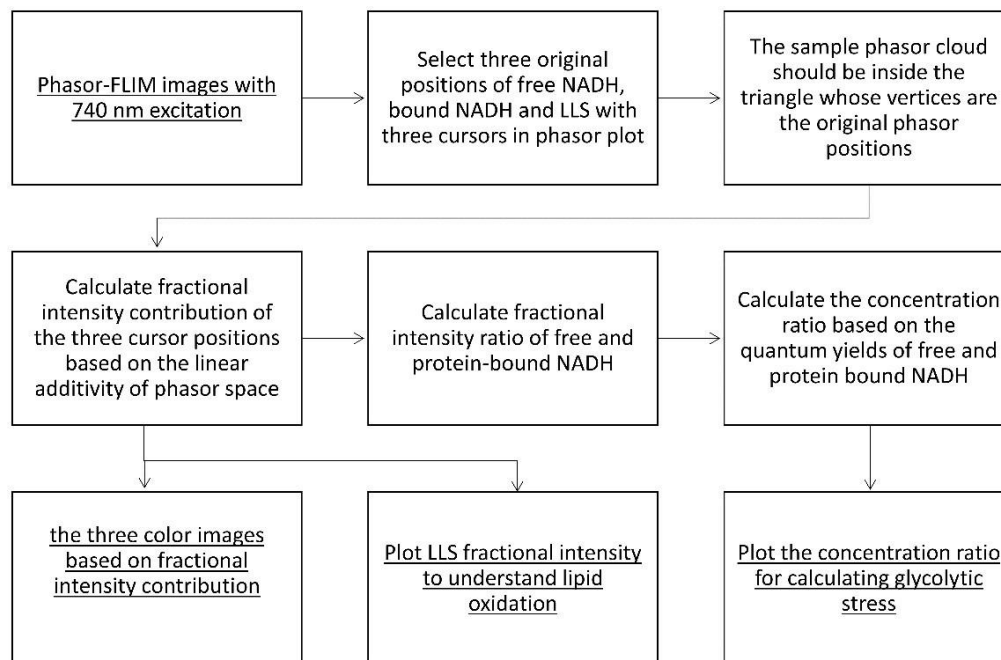 Phasor-FLIM images with
740 nm excitation
Select three original
positions of free NADH,
bound NADH and LLS with
three cursors in phasor plot
The sample phasor cloud
should be inside the
triangle whose vertices are
the original phasor
positions
Calculate fractional
intensity contribution of
the three cursor positions
based on the linear
additivity of phasor space
Calculate fractional
intensity ratio of free and
protein-bound NADH
Calculate the concentration
ratio based on the
quantum yields of free and
protein bound NADH
the three color images
based on fractional
intensity contribution
Plot LLS fractional intensity
to understand lipid
oxidation
Plot the concentration ratio
for calculating glycolytic
stress